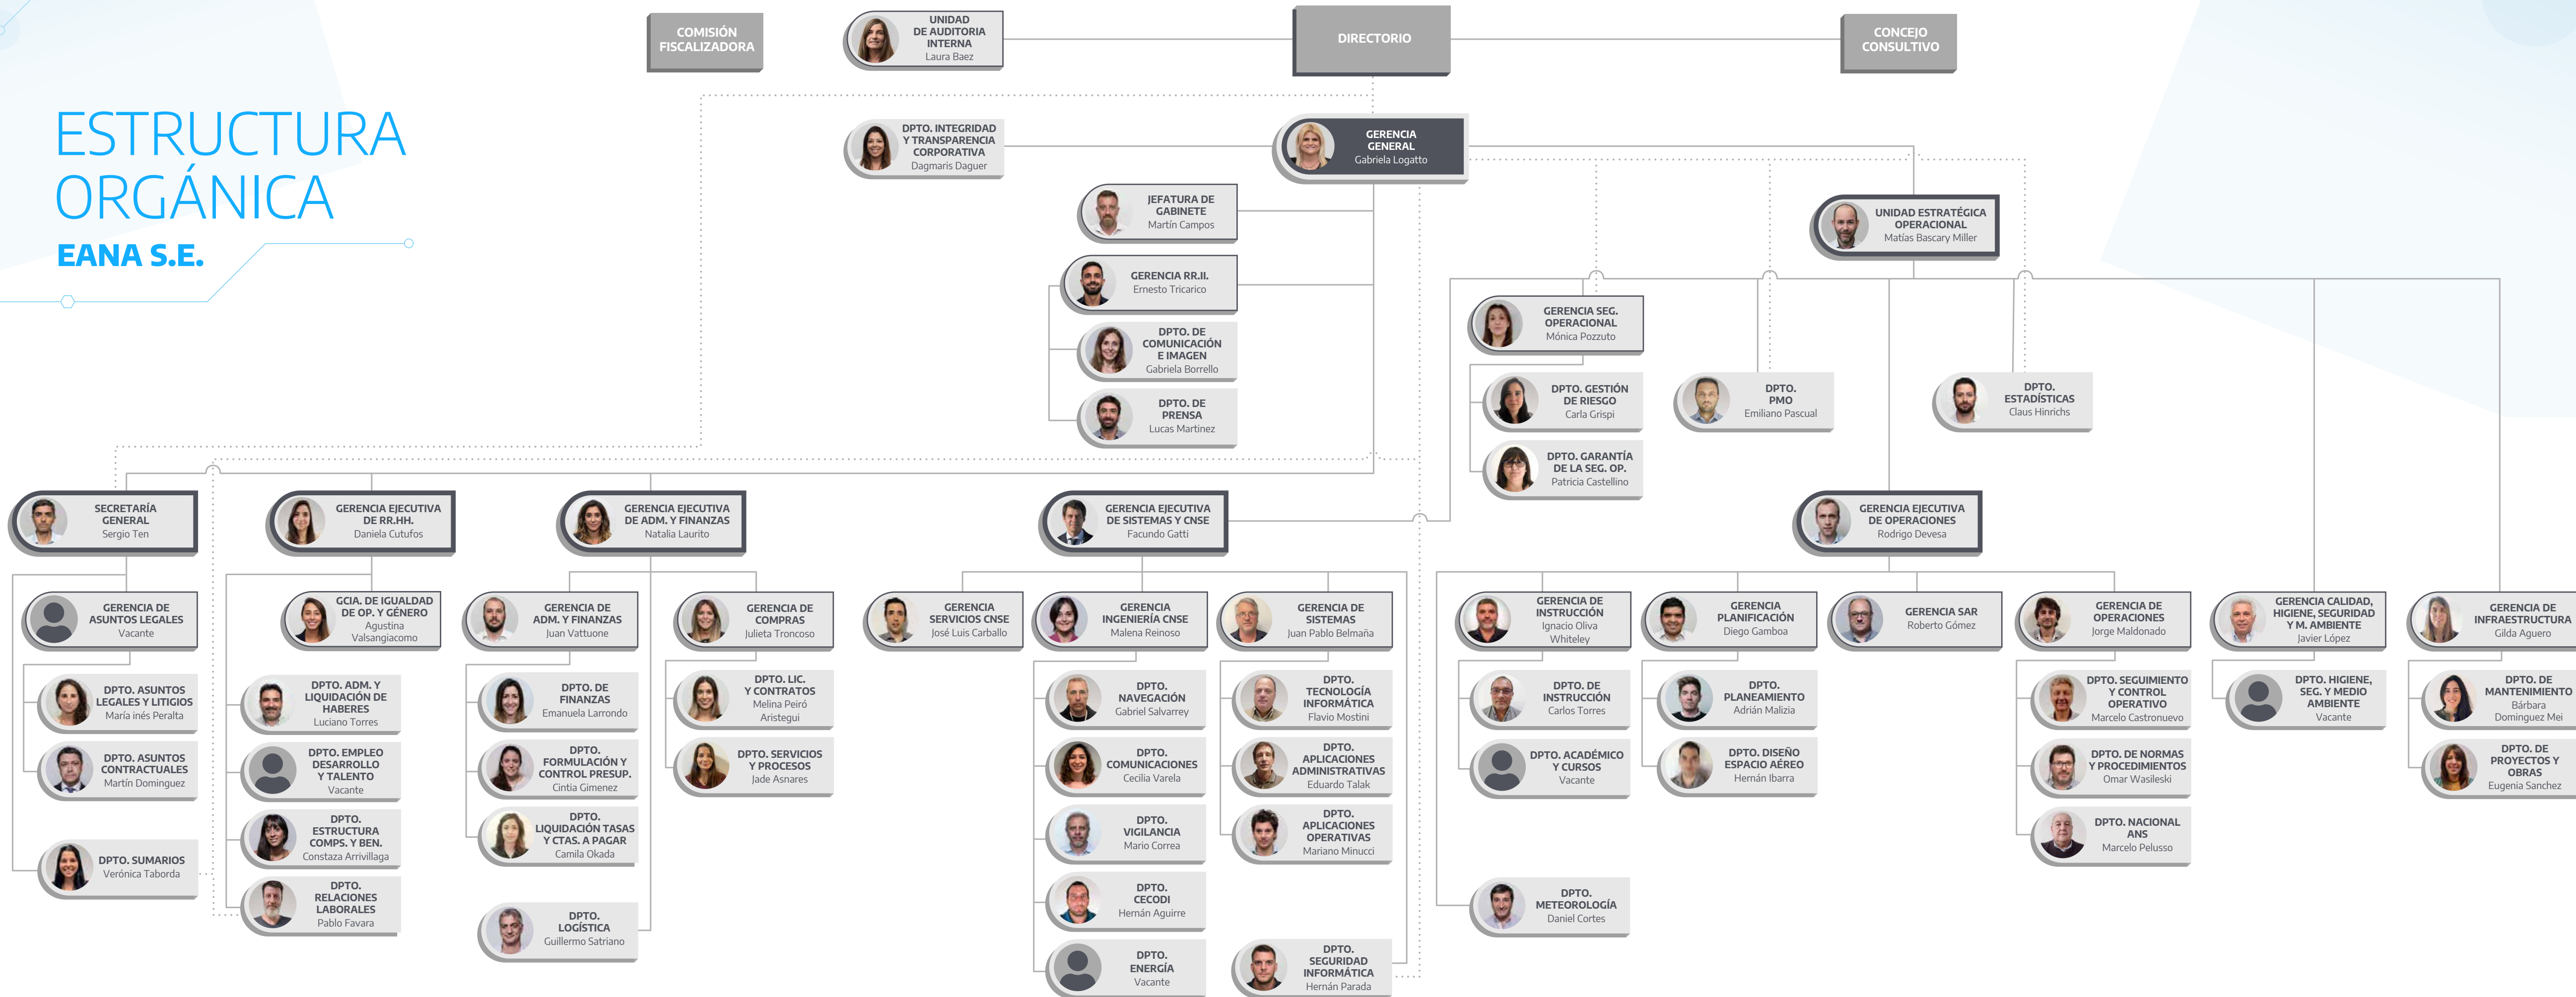 ESTRUCTURA
ORGÁNICA
EANA S.E.
COMISIÓN
FISCALIZADORA
UNIDAD
DE AUDITORIA
INTERNA
Laura Baez
DIRECTORIO
CONCEJO
CONSULTIVO
DPTO. INTEGRIDAD
Y TRANSPARENCIA
CORPORATIVA
Dagmaris Daguer
GERENCIA
GENERAL
Gabriela Logatto
JEFATURA DE
GABINETE
Martín Campos
GERENCIA RR.II.
Ernesto Tricarico
DPTO. DE
COMUNICACIÓN
E IMAGEN
Gabriela Borrello
DPTO. DE
PRENSA
Lucas Martinez
UNIDAD ESTRATÉGICA
OPERACIONAL
Matías Bascary Miller
GERENCIA SEG.
OPERACIONAL
Mónica Pozzuto
DPTO. GESTIÓN
DE RIESGO
Carla Grispi
DPTO. GARANTÍA
DE LA SEG. OP.
Patricia Castellino
DPTO.
PMO
Emiliano Pascual
DPTO.
ESTADÍSTICAS
Claus Hinrichs
SECRETARÍA
GENERAL
Sergio Ten
GERENCIA EJECUTIVA
DE RR.HH.
Daniela Cutufos
GERENCIA EJECUTIVA
DE ADM. Y FINANZAS
Natalia Laurito
GERENCIA EJECUTIVA
DE SISTEMAS Y CNSE
Facundo Gatti
GERENCIA EJECUTIVA
DE OPERACIONES
Rodrigo Devesa
GERENCIA DE
ASUNTOS LEGALES
Vacante
DPTO. ASUNTOS
LEGALES Y LITIGIOS
María inés Peralta
DPTO. ASUNTOS
CONTRACTUALES
Martín Dominguez
DPTO. SUMARIOS
Verónica Taborda
GCIA. DE IGUALDAD
DE OP. Y GÉNERO
Agustina
Valsangiacomo
DPTO. ADM. Y
LIQUIDACIÓN DE
HABERES
Luciano Torres
DPTO. EMPLEO
DESARROLLO
Y TALENTO
Vacante
DPTO.
ESTRUCTURA
COMPS. Y BEN.
Constaza Arrivillaga
DPTO.
RELACIONES
LABORALES
Pablo Favara
GERENCIA DE
ADM. Y FINANZAS
Juan Vattuone
DPTO. DE
FINANZAS
Emanuela Larrondo
DPTO.
FORMULACIÓN Y
CONTROL PRESUP.
Cintia Gimenez
DPTO.
LIQUIDACIÓN TASAS
Y CTAS. A PAGAR
Camila Okada
DPTO.
LOGÍSTICA
Guillermo Satriano
GERENCIA DE
COMPRAS
Julieta Troncoso
DPTO. LIC.
Y CONTRATOS
Melina Peiró
Aristegui
DPTO. SERVICIOS
Y PROCESOS
Jade Asnares
GERENCIA
SERVICIOS CNSE
José Luis Carballo
GERENCIA
INGENIERÍA CNSE
Malena Reinoso
DPTO.
NAVEGACIÓN
Gabriel Salvarrey
DPTO.
COMUNICACIONES
Cecilia Varela
DPTO.
VIGILANCIA
Mario Correa
DPTO.
CECODI
Hernán Aguirre
DPTO.
ENERGÍA
Vacante
GERENCIA DE
SISTEMAS
Juan Pablo Belmaña
DPTO.
TECNOLOGÍA
INFORMÁTICA
Flavio Mostini
DPTO.
APLICACIONES
ADMINISTRATIVAS
Eduardo Talak
DPTO.
APLICACIONES
OPERATIVAS
Mariano Minucci
DPTO.
SEGURIDAD
INFORMÁTICA
Hernán Parada
GERENCIA DE
INSTRUCCIÓN
Ignacio Oliva
Whiteley
DPTO. DE
INSTRUCCIÓN
Carlos Torres
DPTO. ACADÉMICO
Y CURSOS
Vacante
DPTO.
METEOROLOGÍA
Daniel Cortes
GERENCIA
PLANIFICACIÓN
Diego Gamboa
DPTO.
PLANEAMIENTO
Adrián Malizia
DPTO. DISEÑO
ESPACIO AÉREO
Hernán Ibarra
GERENCIA SAR
Roberto Gómez
GERENCIA DE
OPERACIONES
Jorge Maldonado
DPTO. SEGUIMIENTO
Y CONTROL
OPERATIVO
Marcelo Castronuevo
DPTO. DE NORMAS
Y PROCEDIMIENTOS
Omar Wasileski
DPTO. NACIONAL
ANS
Marcelo Pelusso
GERENCIA CALIDAD,
HIGIENE, SEGURIDAD
Y M. AMBIENTE
Javier López
DPTO. HIGIENE,
SEG. Y MEDIO
AMBIENTE
Vacante
GERENCIA DE
INFRAESTRUCTURA
Gilda Aguero
DPTO. DE
MANTENIMIENTO
Bárbara
Dominguez Mei
DPTO. DE
PROYECTOS Y
OBRAS
Eugenia Sanchez